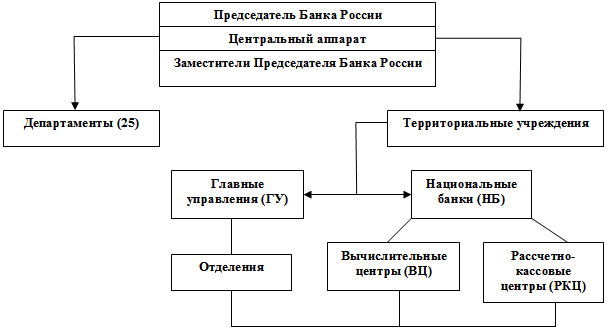 Председатель Банка России
Центральный аппарат
Заместители Председателя Банка России
Департаменты (25)
Территориальные учреждения
Главные
управления (ГУ)
Национальные
банки (НБ)
Отделения
Вычислительные
центры (ВЦ)
Рассчетно-
кассовые
центры (РКЦ)